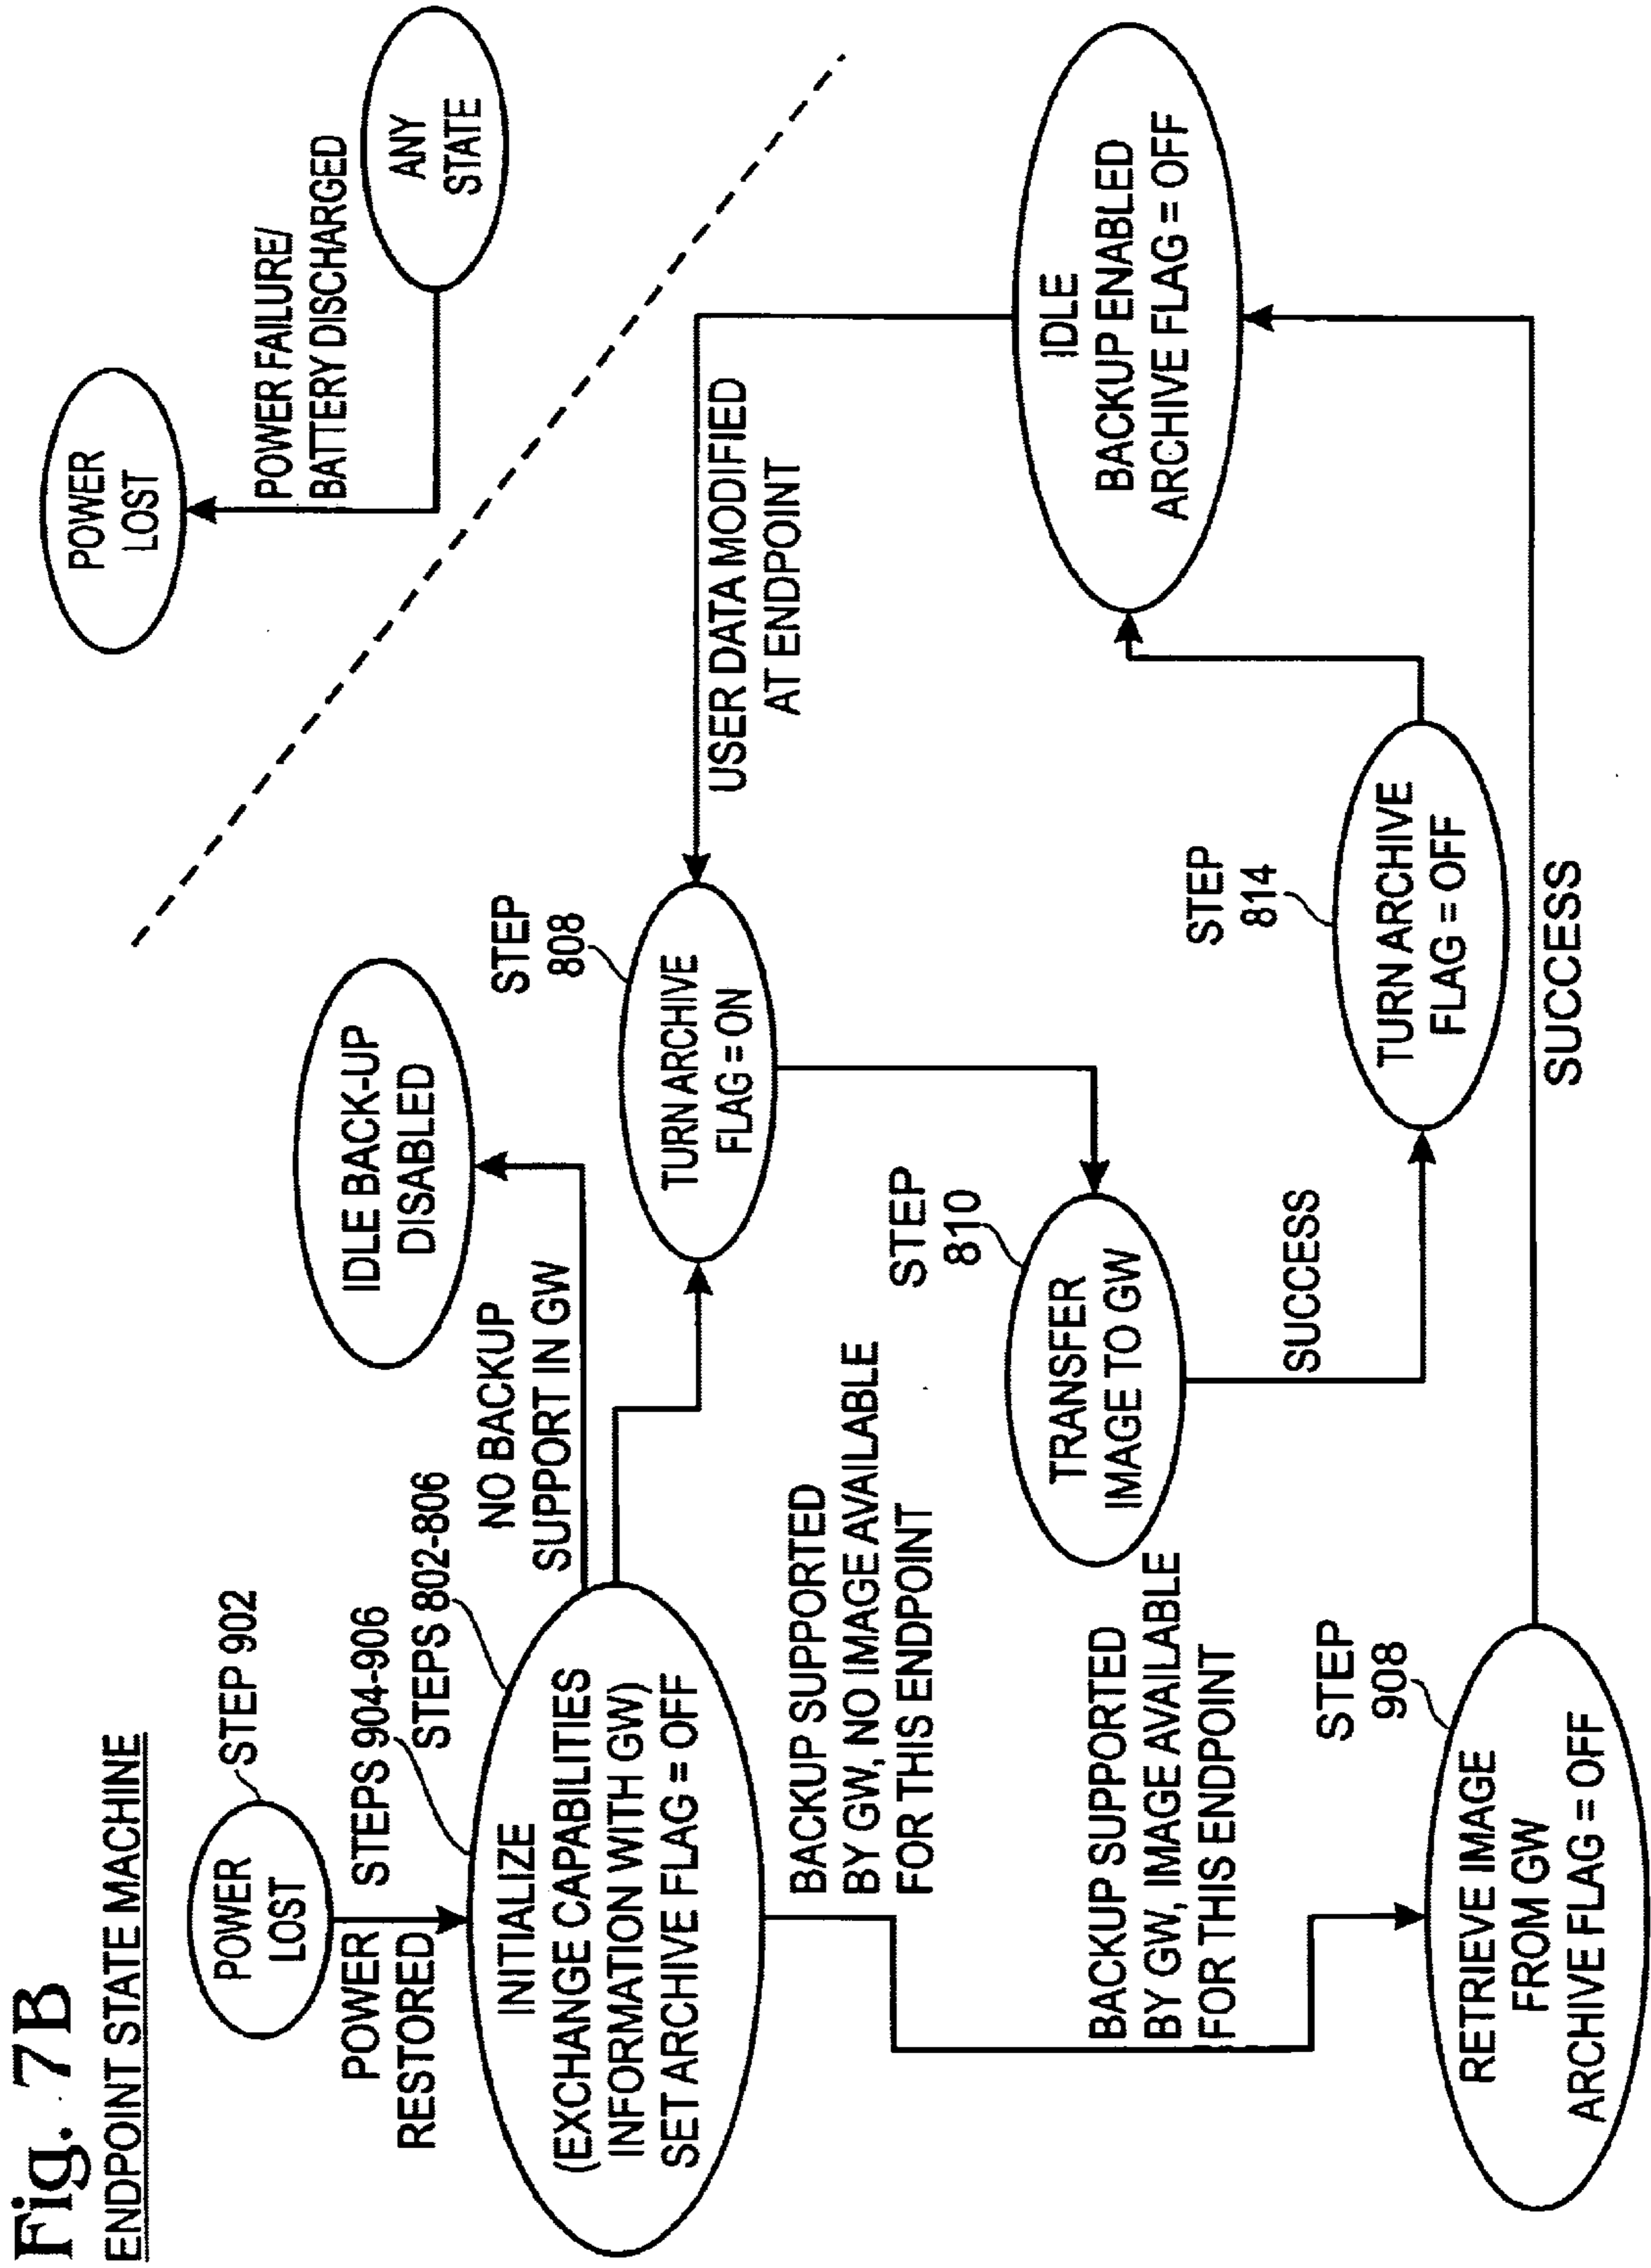 Fig. 7B
ENDPOINT STATE MACHINE
POWER
LOST
STEP 902
POWER
RESTORED
STEPS 904-906
STEPS 802-806
INITIALIZE
(EXCHANGE CAPABILITIES
INFORMATION WITH GW)
SET ARCHIVE FLAG = OFF
NO BACKUP
SUPPORT IN GW
IDLE BACK-UP
DISABLED
BACKUP SUPPORTED
BY GW, NO IMAGE AVAILABLE
FOR THIS ENDPOINT
STEP
808
TURN ARCHIVE
FLAG = ON
STEP
810
TRANSFER
IMAGE TO GW
SUCCESS
STEP
814
TURN ARCHIVE
FLAG = OFF
BACKUP SUPPORTED
BY GW, IMAGE AVAILABLE
FOR THIS ENDPOINT
STEP
908
RETRIEVE IMAGE
FROM GW
ARCHIVE FLAG = OFF
SUCCESS
IDLE
BACKUP ENABLED
ARCHIVE FLAG = OFF
USER DATA MODIFIED
AT ENDPOINT
POWER
LOST
POWER FAILURE/
BATTERY DISCHARGED
ANY
STATE